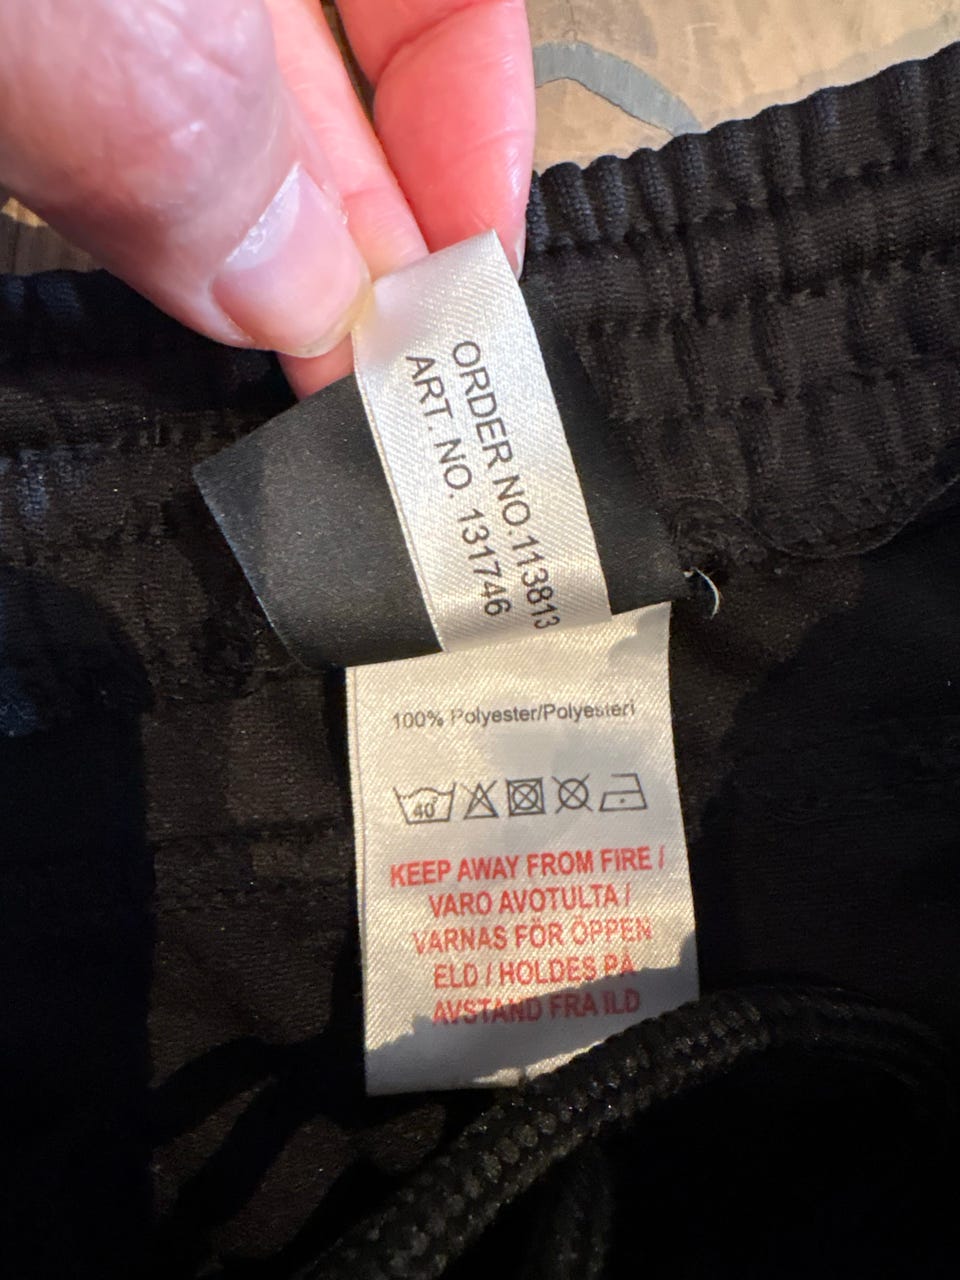 ORDER NO.113813
ART. NO. 131746
100% Polyester/Polyesteri
40°
KEEP AWAY FROM FIRE /
VARO AVOTULTA /
VARNAS FÖR ÖPPEN
ELD / HOLDES PÅ
AVSTAND FRA ILD